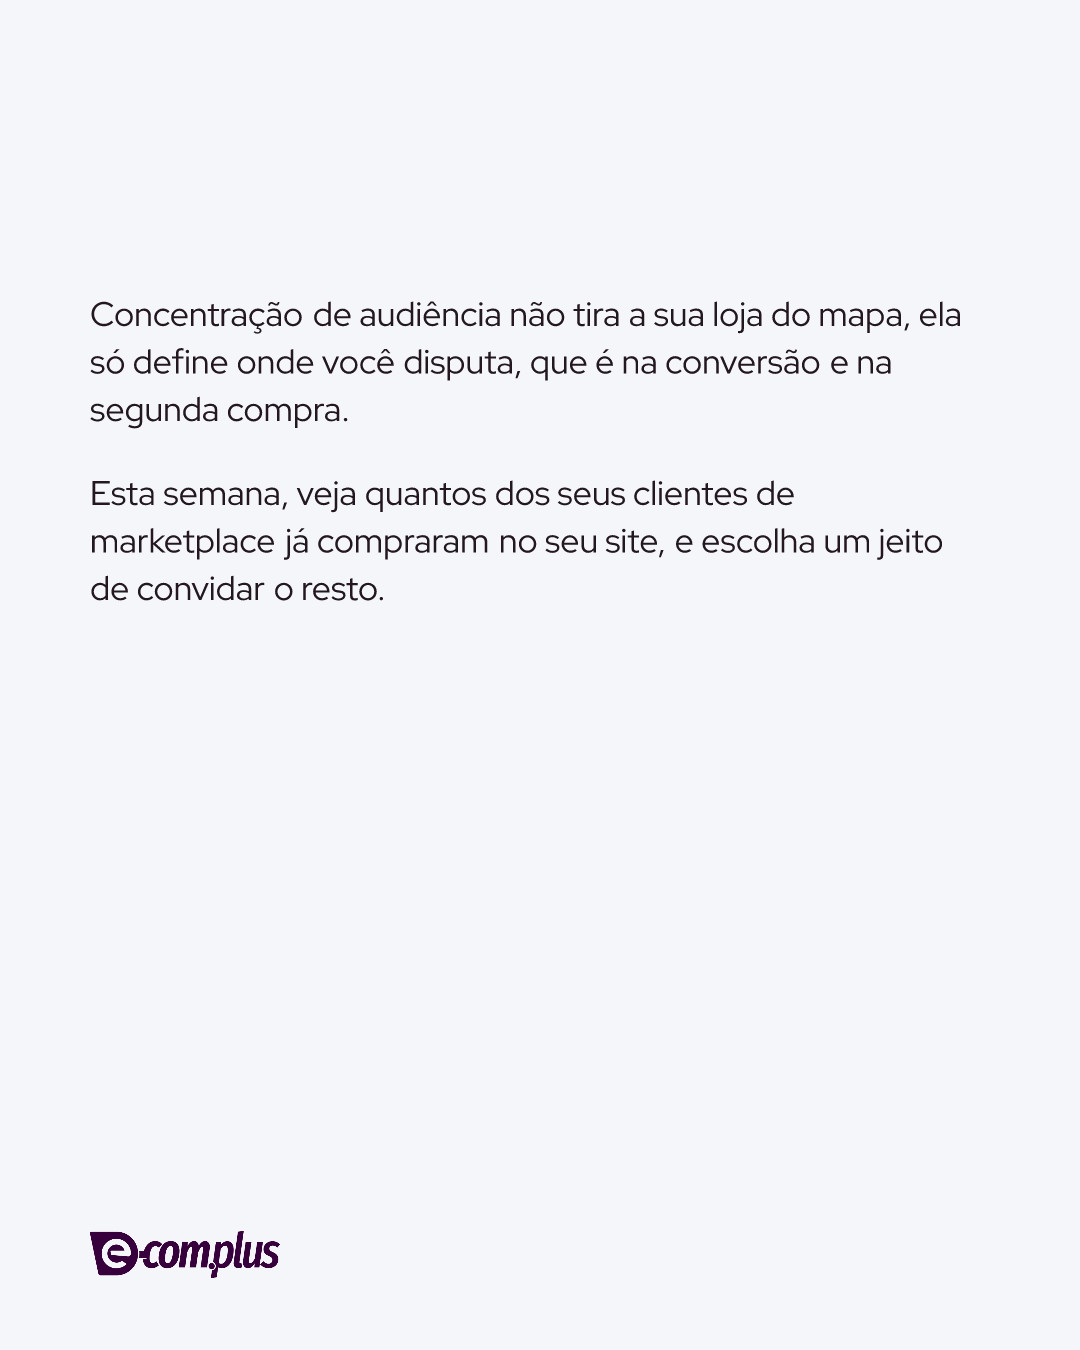 Concentração de audiência não tira a sua loja do mapa, ela
só define onde você disputa, que é na conversão e na
segunda compra.
Esta semana, veja quantos dos seus clientes de
marketplace já compraram no seu site, e escolha um jeito
de convidar o resto.
e-com.plus